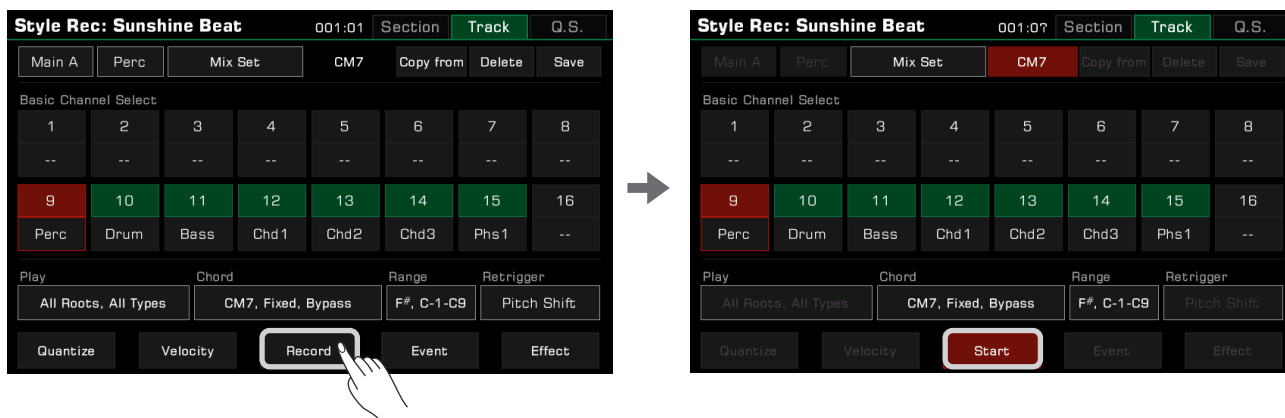 Style Rec: Sunshine Beat 001:01 Section Track Q.S.
Main A Perc Mix Set CM7 Copy from Delete Save
Basic Channel Select
1 2 3 4 5 6 7 8
-- -- -- -- -- -- -- --
9 10 11 12 13 14 15 16
Perc Drum Bass Chd1 Chd2 Chd3 Phs1 --
Play Chord Range Retrigger
All Roots, All Types CM7, Fixed, Bypass F#, C-1-C9 Pitch Shift
Quantize Velocity Record Event Effect
Style Rec: Sunshine Beat 001:0? Section Track Q.S.
Main A Perc Mix Set CM7 Copy from Delete Save
Basic Channel Select
1 2 3 4 5 6 7 8
-- -- -- -- -- -- -- --
9 10 11 12 13 14 15 16
Perc Drum Bass Chd1 Chd2 Chd3 Phs1 --
Play Chord Range Retrigger
All Roots, All Types CM7, Fixed, Bypass F#, C-1-C9 Pitch Shift
Quantize Velocity Start Event Effect